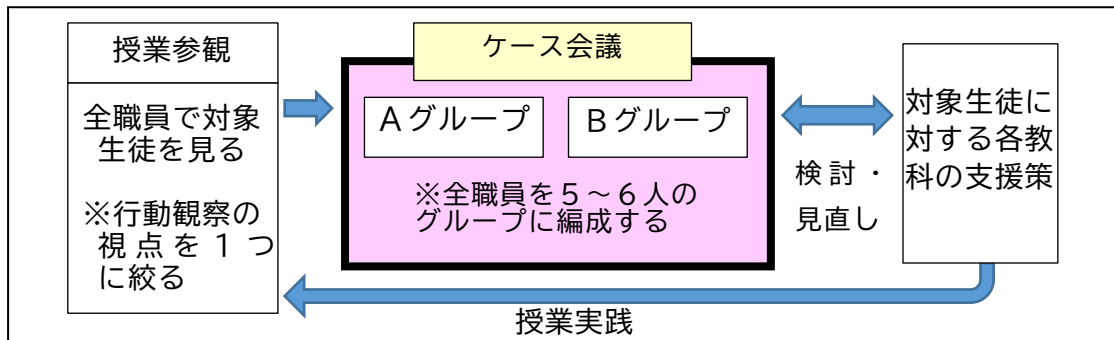 授業参観
全職員で対象
生徒を見る
※行動観察の
視点を１つ
に絞る
ケース会議
Ａグループ
Ｂグループ
※全職員を５～６人の
グループに編成する
検討・
見直し
対象生徒に
対する各教
科の支援策
授業実践